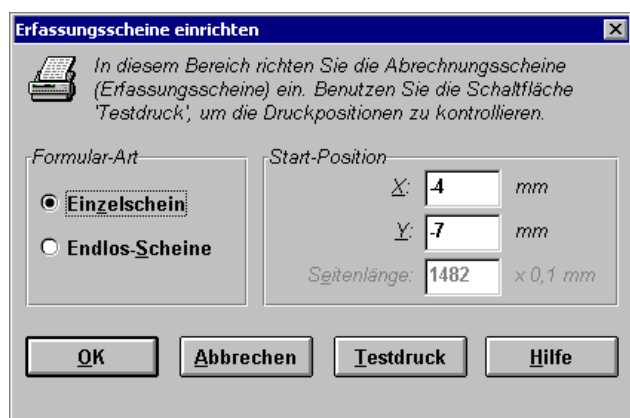 Erfassungsscheine einrichten
In diesem Bereich richten Sie die Abrechnungsscheine
(Erfassungsscheine) ein. Benutzen Sie die Schaltfläche
'Testdruck', um die Druckpositionen zu kontrollieren.
Formular-Art
Einzelschein
Endlos-Scheine
Start-Position
X: -4 mm
Y: -7 mm
Seitenlänge: 1482 x 0,1 mm
OK Abbrechen Testdruck Hilfe